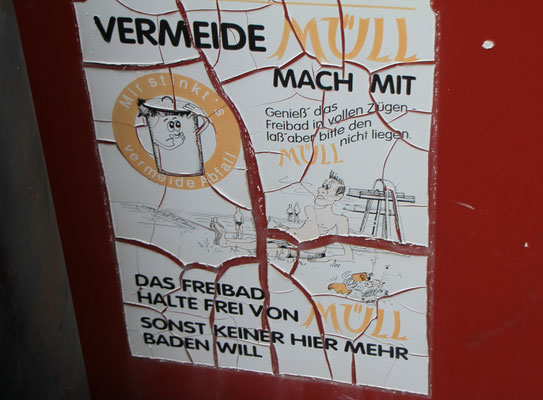 VERMEIDE MÜLL
MACH MIT
Mir stinkt's
vermeide Abfall
Genieß' das
Freibad in vollen Zügen -
laß' aber bitte den
MÜLL nicht liegen.
DAS FREIBAD
HALTE FREI VON MÜLL
SONST KEINER HIER MEHR
BADEN WILL